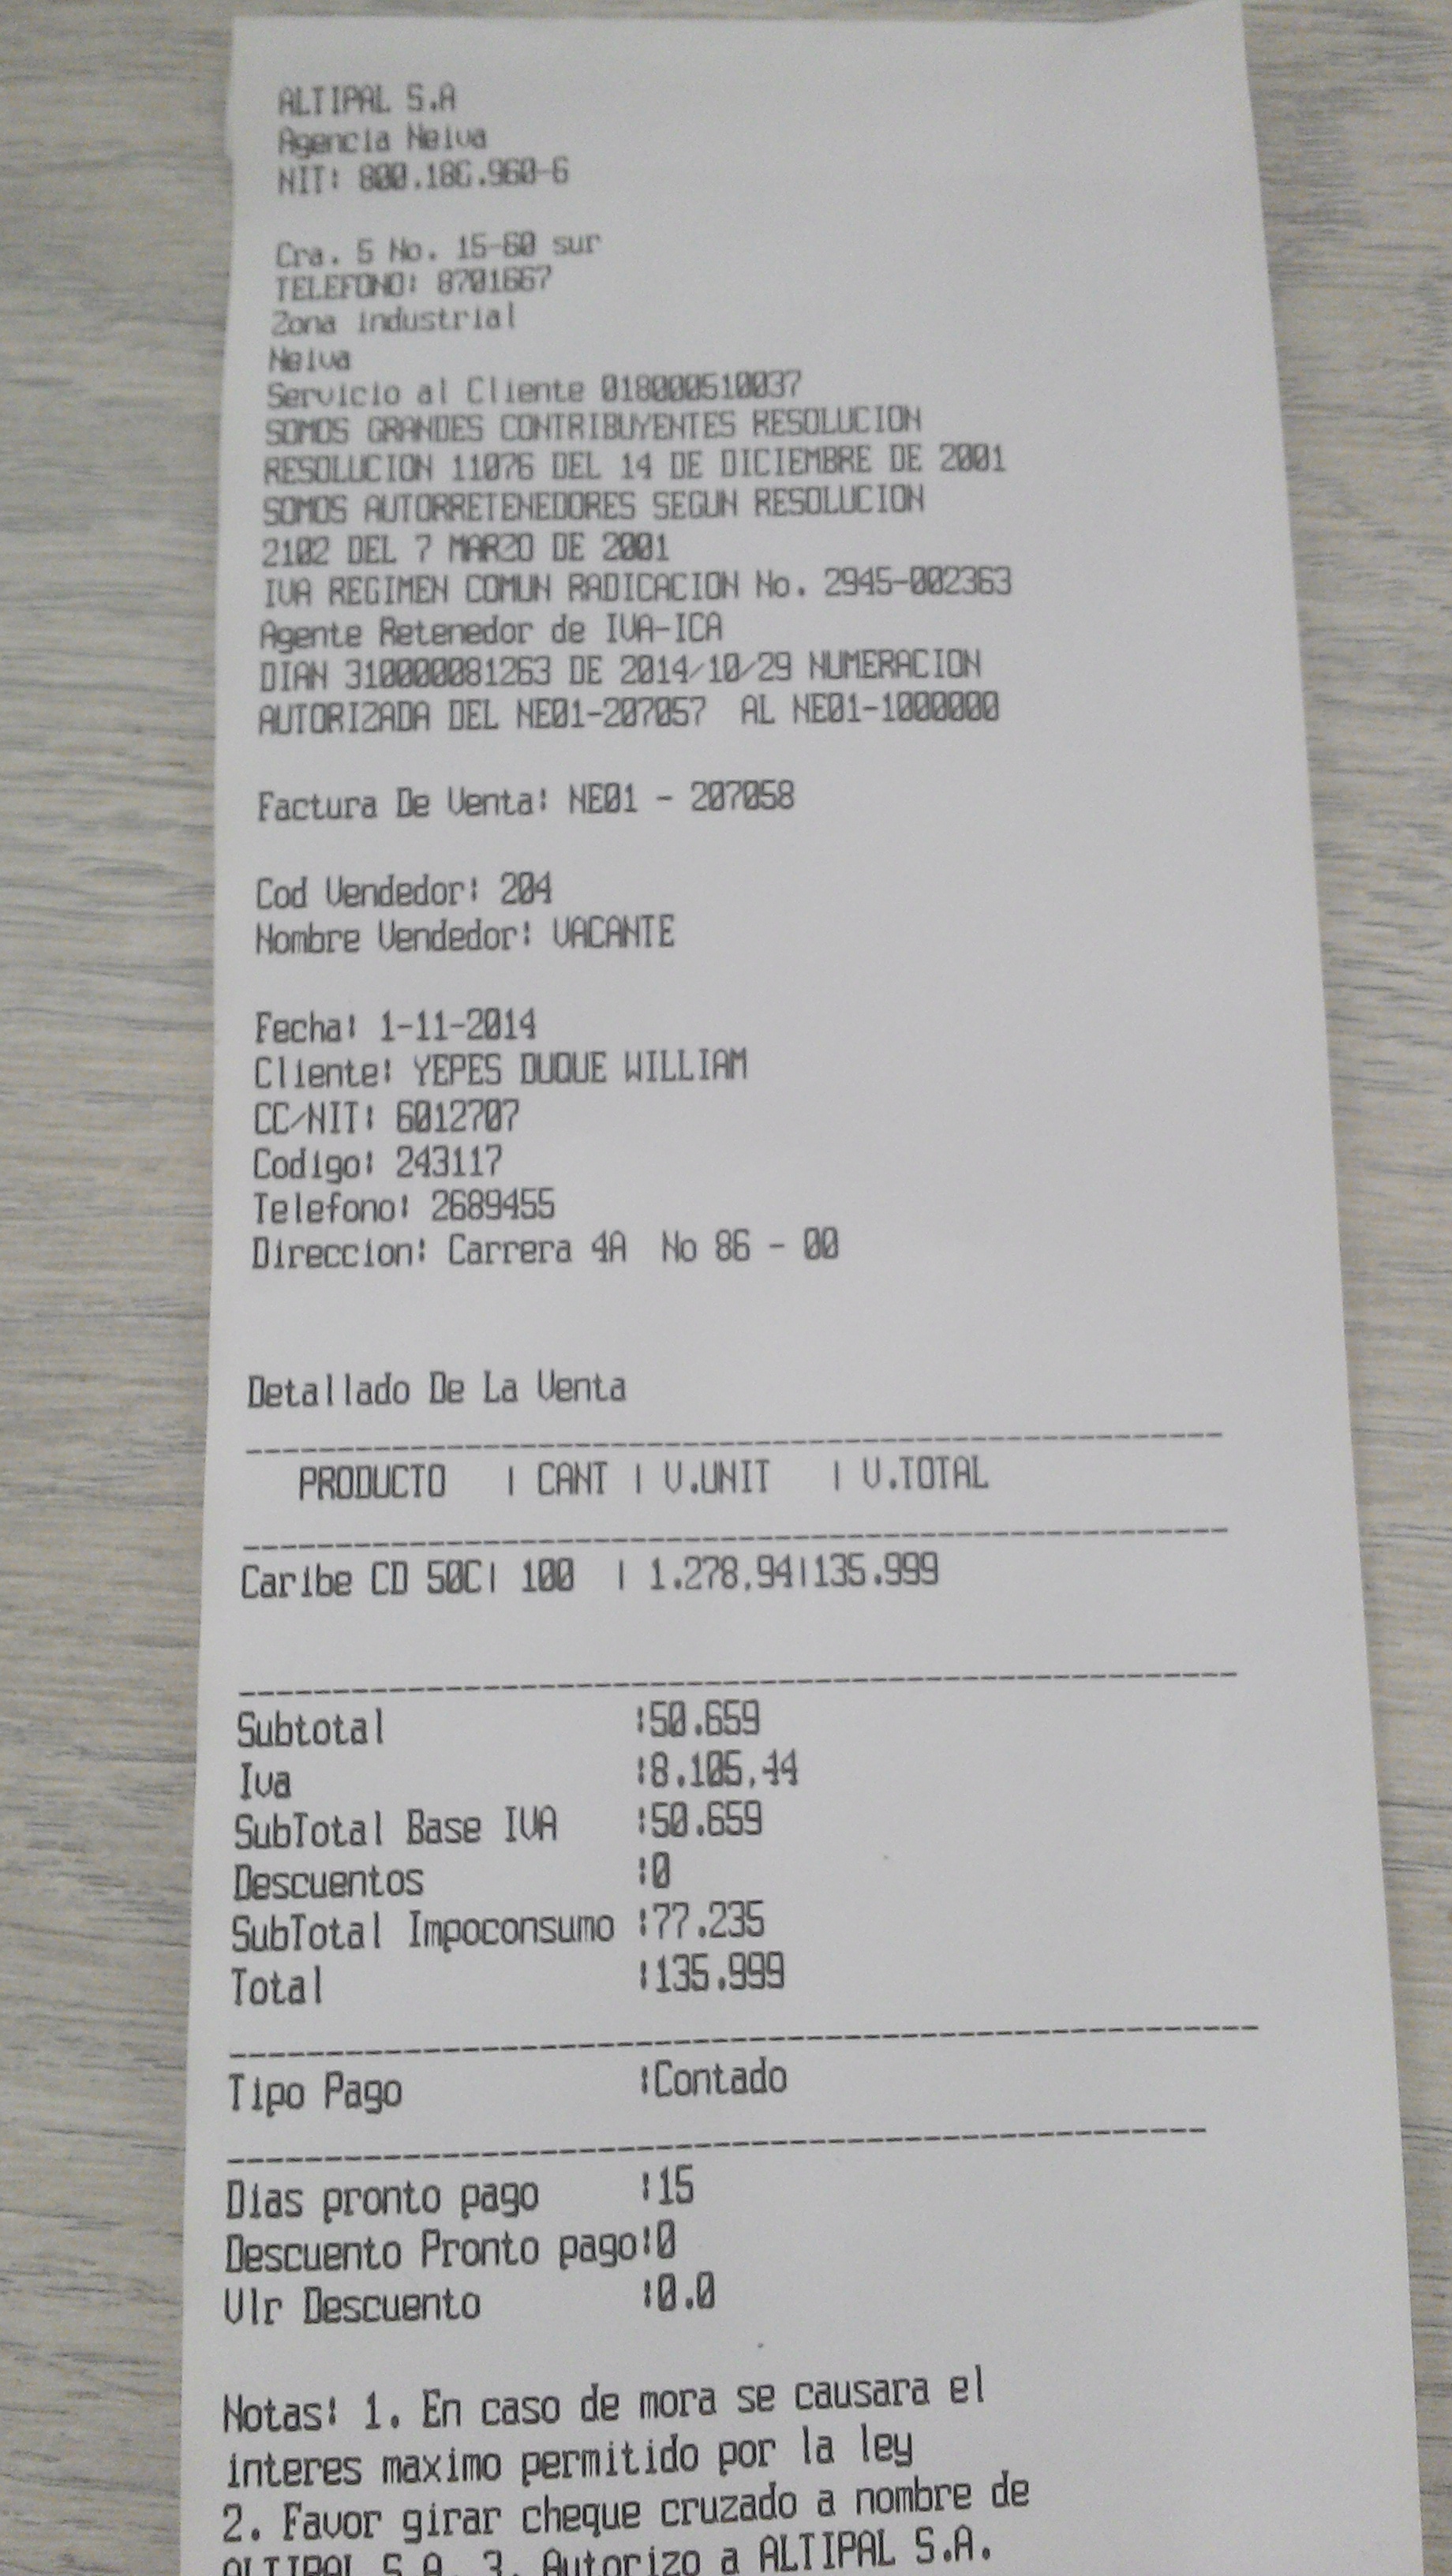 ALTIPAL S.A
Agencia Neiva
NIT: 800.186.960-6
Cra. 5 No. 15-60 sur
TELEFONO: 8701667
Zona industrial
Neiva
Servicio al Cliente 018000510037
SOMOS GRANDES CONTRIBUYENTES RESOLUCION
RESOLUCION 11076 DEL 14 DE DICIEMBRE DE 2001
SOMOS AUTORRETENEDORES SEGUN RESOLUCION
2102 DEL 7 MARZO DE 2001
IVA REGIMEN COMUN RADICACION No. 2945-002363
Agente Retenedor de IVA-ICA
DIAN 310000081263 DE 2014/10/29 NUMERACION
AUTORIZADA DEL NE01-207057 AL NE01-1000000
Factura De Venta: NE01 - 207058
Cod Vendedor: 204
Nombre Vendedor: VACANTE
Fecha: 1-11-2014
Cliente: YEPES DUQUE WILLIAM
CC/NIT: 6012707
Codigo: 243117
Telefono: 2689455
Direccion: Carrera 4A No 86 - 00
Detallado De La Venta
PRODUCTO | CANT | V.UNIT | V.TOTAL
Caribe CD 50C| 100 | 1.278,94|135.999
Subtotal :50.659
Iva :8.105,44
SubTotal Base IVA :50.659
Descuentos :0
SubTotal Impoconsumo :77.235
Total :135.999
Tipo Pago :Contado
Dias pronto pago :15
Descuento Pronto pago:0
Vlr Descuento :0.0
Notas: 1. En caso de mora se causara el
interes maximo permitido por la ley
2. Favor girar cheque cruzado a nombre de
ALTIPAL S.A. 3. Autorizo a ALTIPAL S.A.